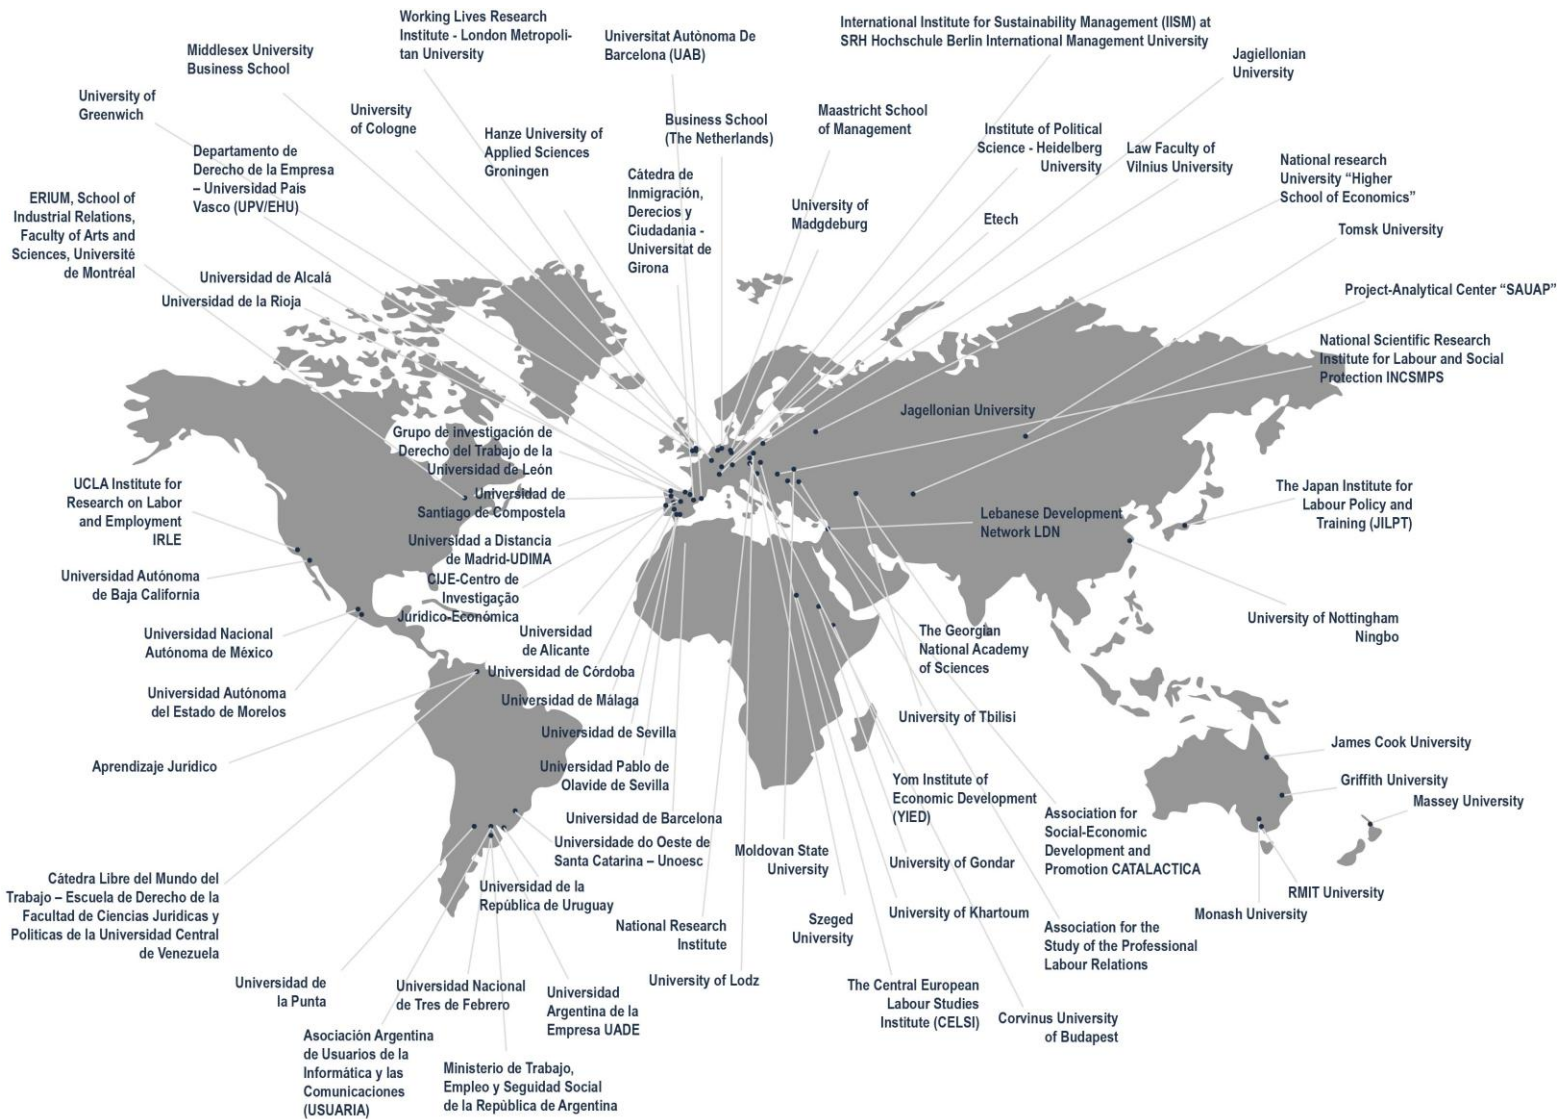 Working Lives Research
Institute - London Metropoli-
tan University
Middlesex University
Business School
Universitat Autònoma De
Barcelona (UAB)
International Institute for Sustainability Management (IISM) at
SRH Hochschule Berlin International Management University
Jagiellonian
University
University of
Greenwich
University
of Cologne
Hanze University of
Applied Sciences
Groningen
Business School
(The Netherlands)
Maastricht School
of Management
Institute of Political
Science - Heidelberg
University
Law Faculty of
Vilnius University
National research
University “Higher
School of Economics”
Departamento de
Derecho de la Empresa
– Universidad Pais
Vasco (UPV/EHU)
Cátedra de
Inmigración,
Derecios y
Ciudadania -
Universitat de
Girona
University of
Madgdeburg
Etech
Tomsk University
ERIUM, School of
Industrial Relations,
Faculty of Arts and
Sciences, Université
de Montréal
Universidad de Alcalá
Universidad de la Rioja
Project-Analytical Center “SAUAP”
National Scientific Research
Institute for Labour and Social
Protection INCSMPS
Jagellonian University
Grupo de investigación de
Derecho del Trabajo de la
Universidad de León
UCLA Institute for
Research on Labor
and Employment
IRLE
Universidad de
Santiago de Compostela
The Japan Institute for
Labour Policy and
Training (JILPT)
Lebanese Development
Network LDN
Universidad a Distancia
de Madrid-UDIMA
Universidad Autónoma
de Baja California
CIJE-Centro de
Investigação
Jurídico-Económica
Universidad Nacional
Autónoma de México
Universidad
de Alicante
The Georgian
National Academy
of Sciences
University of Nottingham
Ningbo
Universidad de Córdoba
Universidad Autónoma
del Estado de Morelos
Universidad de Málaga
University of Tbilisi
Universidad de Sevilla
James Cook University
Aprendizaje Jurídico
Universidad Pablo de
Olavide de Sevilla
Yom Institute of
Economic Development
(YIED)
Griffith University
Massey University
Universidad de Barcelona
Association for
Social-Economic
Development and
Promotion CATALACTICA
Universidade do Oeste de
Santa Catarina – Unoesc
Moldovan State
University
University of Gondar
Cátedra Libre del Mundo del
Trabajo – Escuela de Derecho de la
Facultad de Ciencias Juridicas y
Politicas de la Universidad Central
de Venezuela
Universidad de la
República de Uruguay
RMIT University
Monash University
National Research
Institute
Szeged
University
University of Khartoum
Association for the
Study of the Professional
Labour Relations
Universidad de
la Punta
Universidad Nacional
de Tres de Febrero
Universidad
Argentina de la
Empresa UADE
University of Lodz
The Central European
Labour Studies
Institute (CELSI)
Corvinus University
of Budapest
Asociación Argentina
de Usuarios de la
Informática y las
Comunicaciones
(USUARIA)
Ministerio de Trabajo,
Empleo y Seguidad Social
de la Repùblica de Argentina